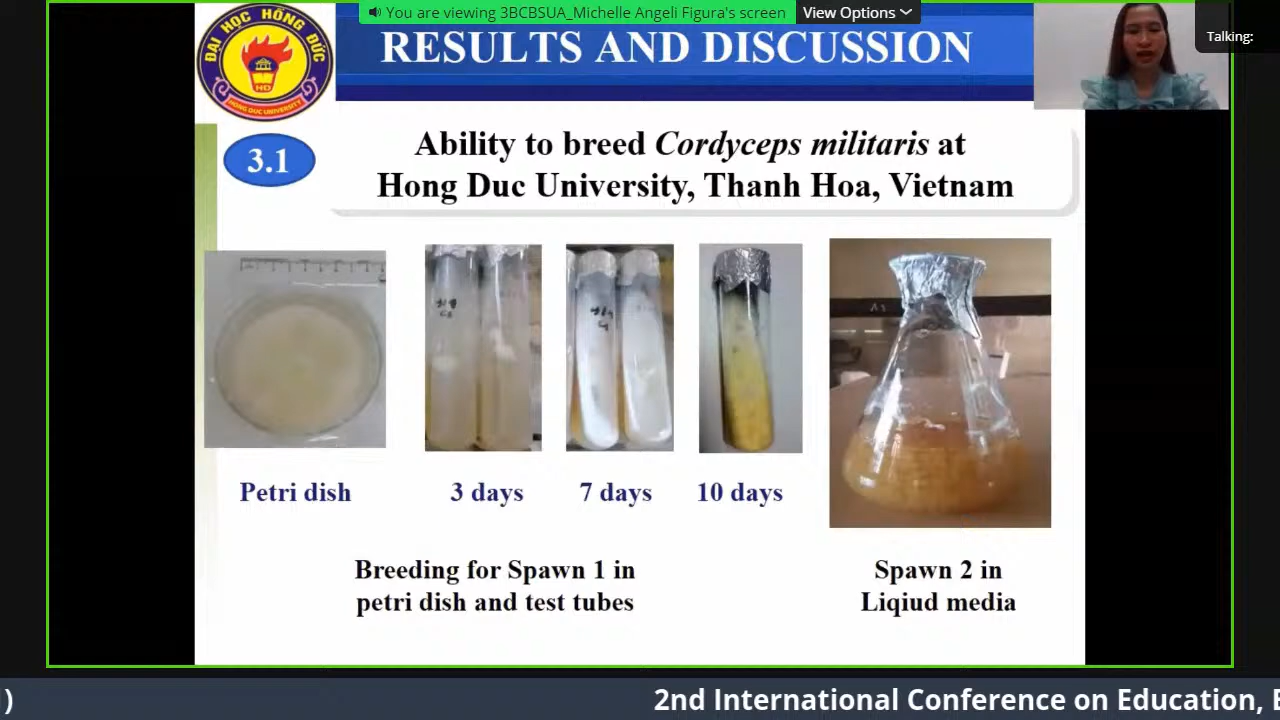 You are viewing 3BCBSUA_Michelle Angeli Figura's screen
View Options
Talking:
ĐẠI HỌC HỒNG ĐỨC
HD
HONG DUC UNIVERSITY
RESULTS AND DISCUSSION
3.1
Ability to breed Cordyceps militaris at
Hong Duc University, Thanh Hoa, Vietnam
Petri dish
3 days
7 days
10 days
Breeding for Spawn 1 in
petri dish and test tubes
Spawn 2 in
Liqiud media
)
2nd International Conference on Education, E